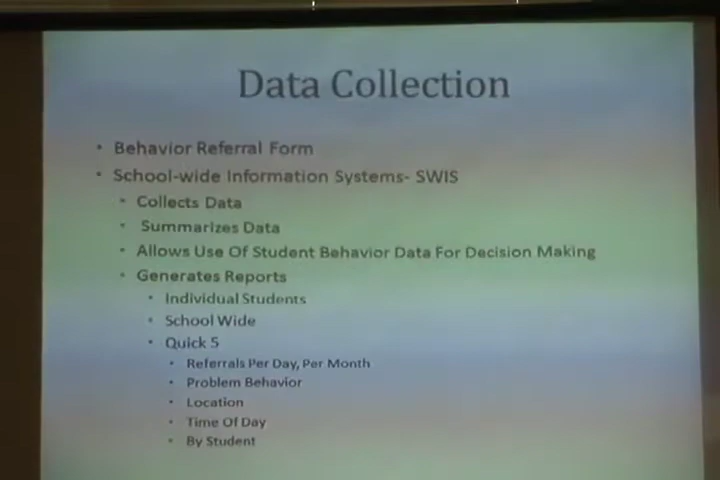 Data Collection
• Behavior Referral Form
• School-wide Information Systems- SWIS
• Collects Data
• Summarizes Data
• Allows Use Of Student Behavior Data For Decision Making
• Generates Reports
• Individual Students
• School Wide
• Quick 5
• Referrals Per Day, Per Month
• Problem Behavior
• Location
• Time Of Day
• By Student